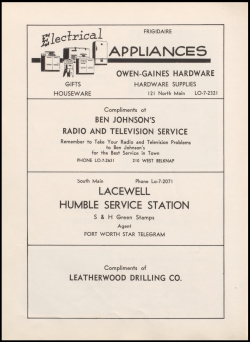 FRIGIDAIRE
Electrical
APPLIANCES
OWEN-GAINES HARDWARE
GIFTS
HARDWARE SUPPLIES
HOUSEWARE
121 North Main LO-7-2321
Compliments of
BEN JOHNSON'S
RADIO AND TELEVISION SERVICE
Remember to Take Your Radio and Television Problems
to Ben Johnson's
for the Best Service in Town
PHONE LO-7-2611 210 WEST BELKNAP
South Main Phone Lo-7-2071
LACEWELL
HUMBLE SERVICE STATION
S & H Green Stamps
Agent
FORT WORTH STAR TELEGRAM
Compliments of
LEATHERWOOD DRILLING CO.